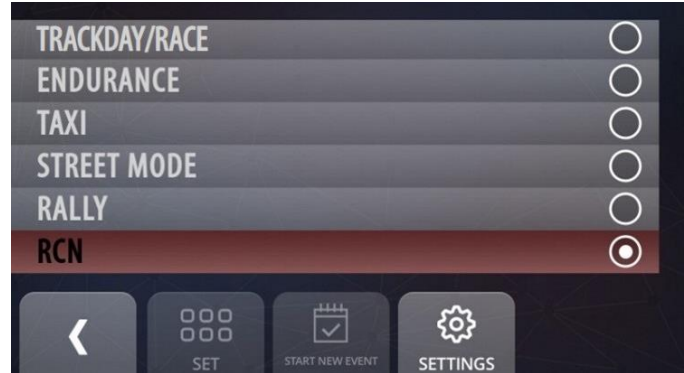 TRACKDAY/RACE
ENDURANCE
TAXI
STREET MODE
RALLY
RCN
SET
START NEW EVENT
SETTINGS